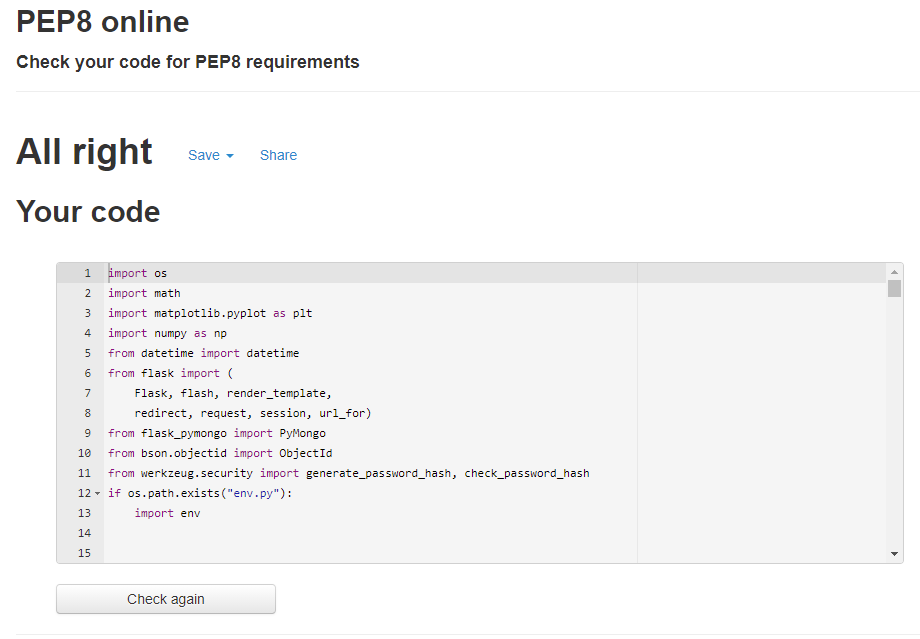 PEP8 online
Check your code for PEP8 requirements
All right Save Share
Your code
1 import os
2 import math
3 import matplotlib.pyplot as plt
4 import numpy as np
5 from datetime import datetime
6 from flask import (
7     Flask, flash, render_template,
8     redirect, request, session, url_for)
9 from flask_pymongo import PyMongo
10 from bson.objectid import ObjectId
11 from werkzeug.security import generate_password_hash, check_password_hash
12 if os.path.exists("env.py"):
13     import env
14
15
Check again